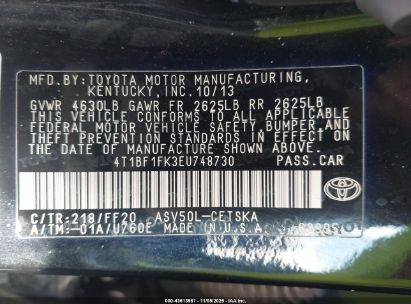 MFD.BY:TOYOTA MOTOR MANUFACTURING,
KENTUCKY,INC.10/13
GVWR 4630LB GAWR FR 2625LB RR 2625LB
THIS VEHICLE CONFORMS TO ALL APPLICABLE
FEDERAL MOTOR VEHICLE SAFETY, BUMPER, AND
THEFT PREVENTION STANDARDS IN EFFECT ON
THE DATE OF MANUFACTURE SHOWN ABOVE.
4T1BF1FK3EU748730 PASS.CAR
TOYOTA
C/TR:218/FF20 ASV50L-CETSKA
A/TM:-01A/U760E MADE IN U.S.A.